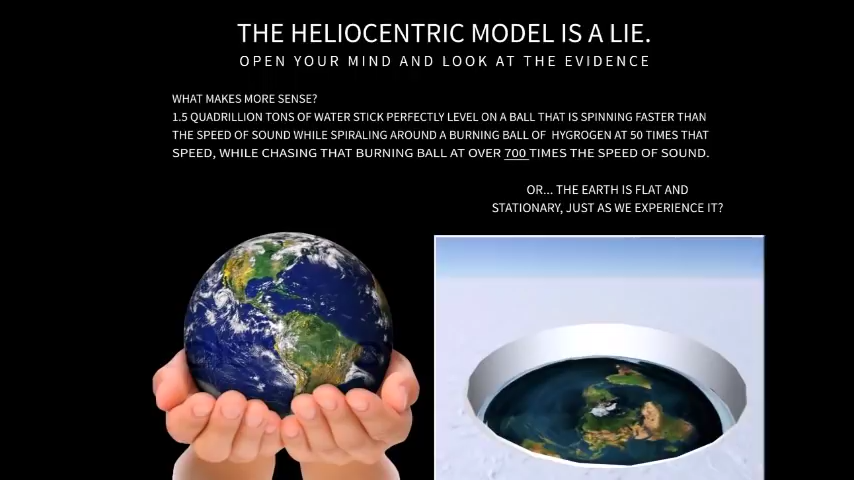 THE HELIOCENTRIC MODEL IS A LIE.
OPEN YOUR MIND AND LOOK AT THE EVIDENCE
WHAT MAKES MORE SENSE?
1.5 QUADRILLION TONS OF WATER STICK PERFECTLY LEVEL ON A BALL THAT IS SPINNING FASTER THAN
THE SPEED OF SOUND WHILE SPIRALING AROUND A BURNING BALL OF HYGROGEN AT 50 TIMES THAT
SPEED, WHILE CHASING THAT BURNING BALL AT OVER 700 TIMES THE SPEED OF SOUND.
OR... THE EARTH IS FLAT AND
STATIONARY, JUST AS WE EXPERIENCE IT?